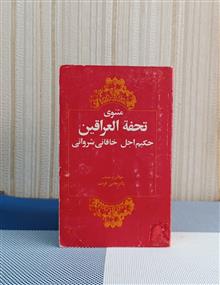 مثنوی
تحفة العراقین
حکیم اجل خاقانی شروانی